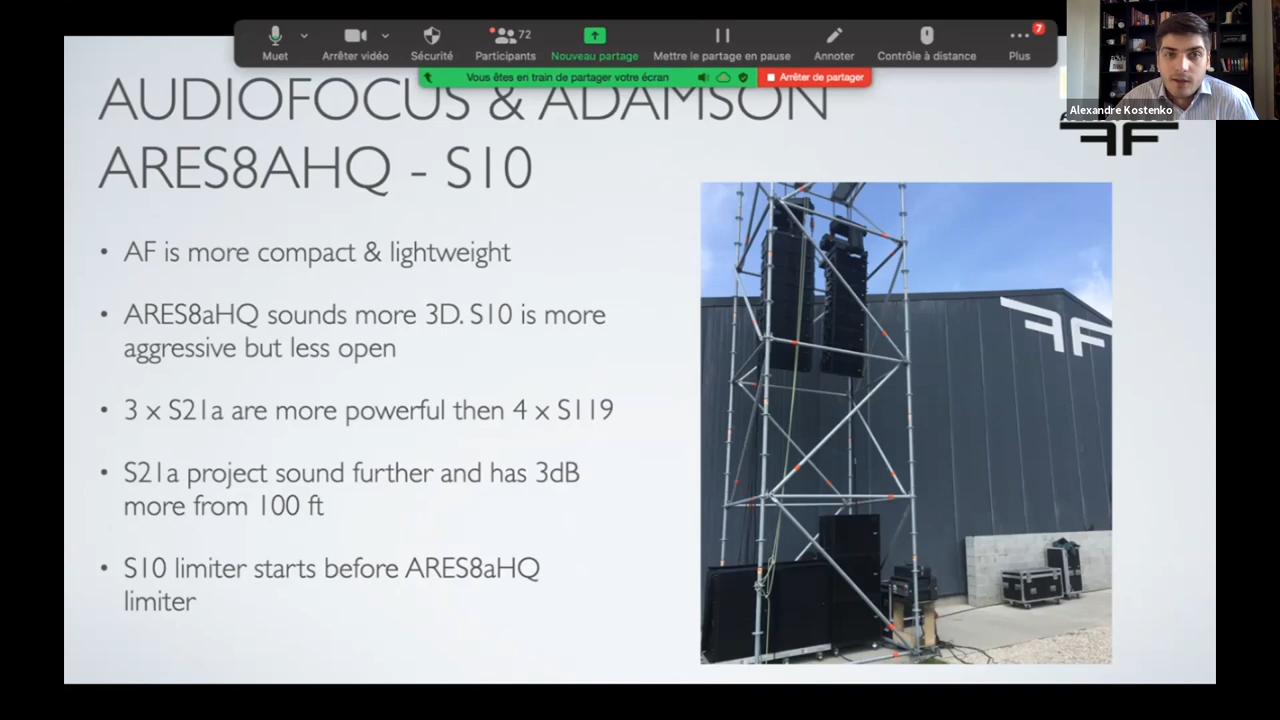 72
7
Muet
Arrêter vidéo
Sécurité
Participants
Nouveau partage
Mettre le partage en pause
Annoter
Contrôle à distance
Plus
Vous êtes en train de partager votre écran
Arrêter de partager
Alexandre Kostenko
AUDIOFOCUS & ADAMSON
ARES8AHQ - S10
• AF is more compact & lightweight
• ARES8aHQ sounds more 3D. S10 is more
aggressive but less open
• 3 x S21a are more powerful then 4 x S119
• S21a project sound further and has 3dB
more from 100 ft
• S10 limiter starts before ARES8aHQ
limiter